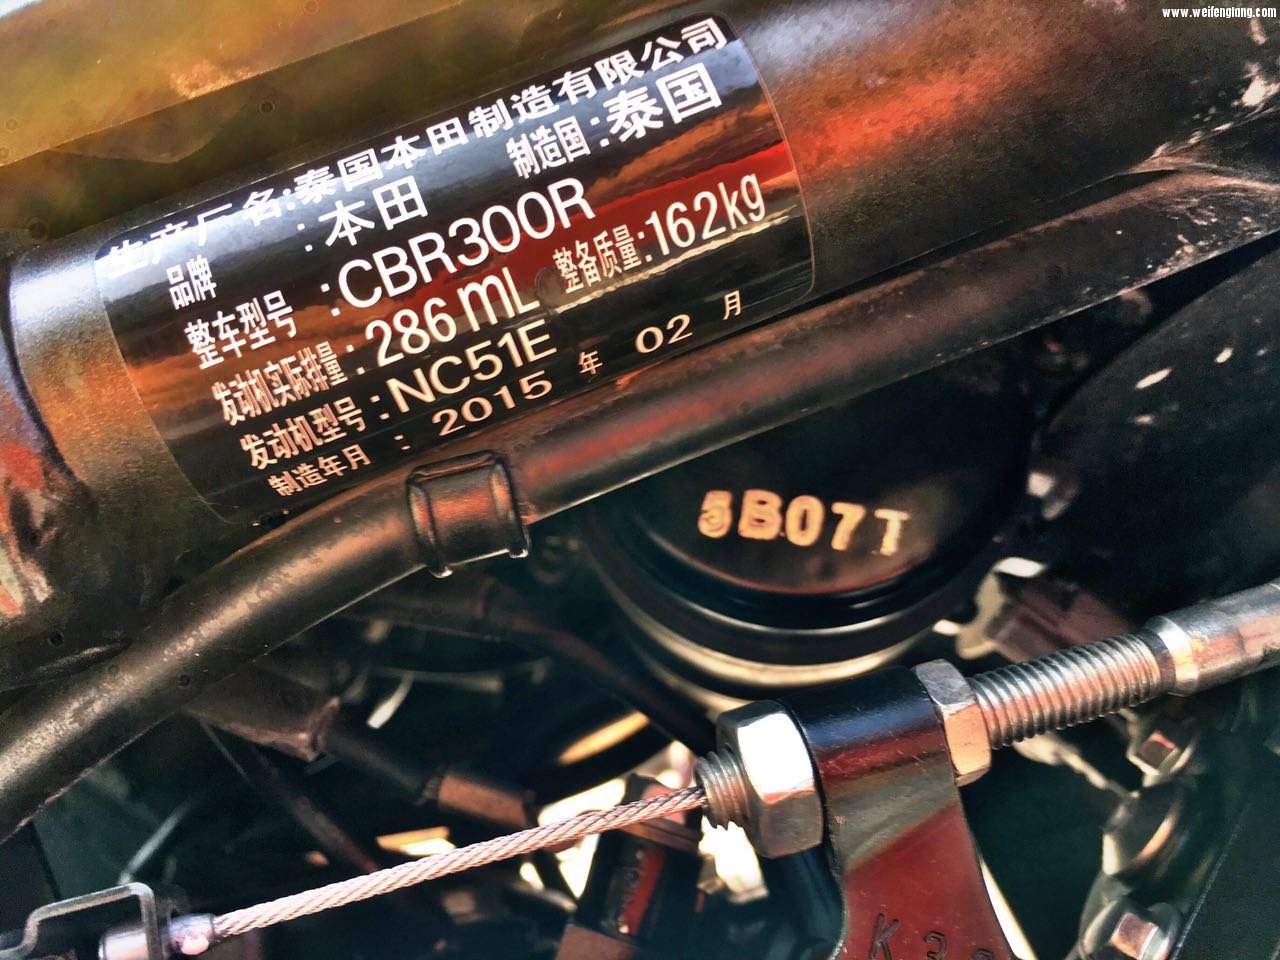 www.weifengtang.com
生产厂名:泰国本田制造有限公司
品牌 :本田 制造国:泰国
整车型号 :CBR300R
发动机实际排量:286mL 整备质量:162kg
发动机型号:NC51E
制造年月 : 2015 年 02 月
5B07T